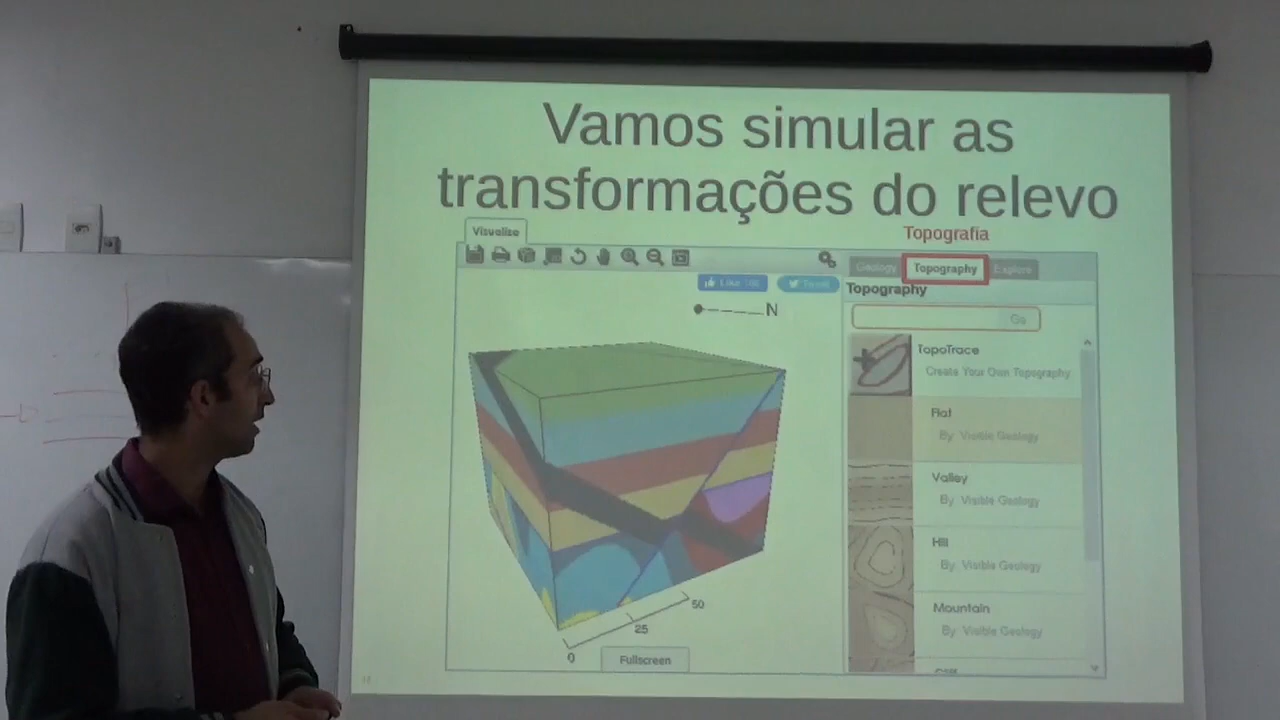 Vamos simular as
transformações do relevo
Topografia
Visualize
Geology Topography Explore
Like
Tweet
Topography
N
Go
TopoTrace
Create Your Own Topography
Flat
By: Visible Geology
Valley
By: Visible Geology
Hill
By: Visible Geology
Mountain
By: Visible Geology
50
25
0
Fullscreen